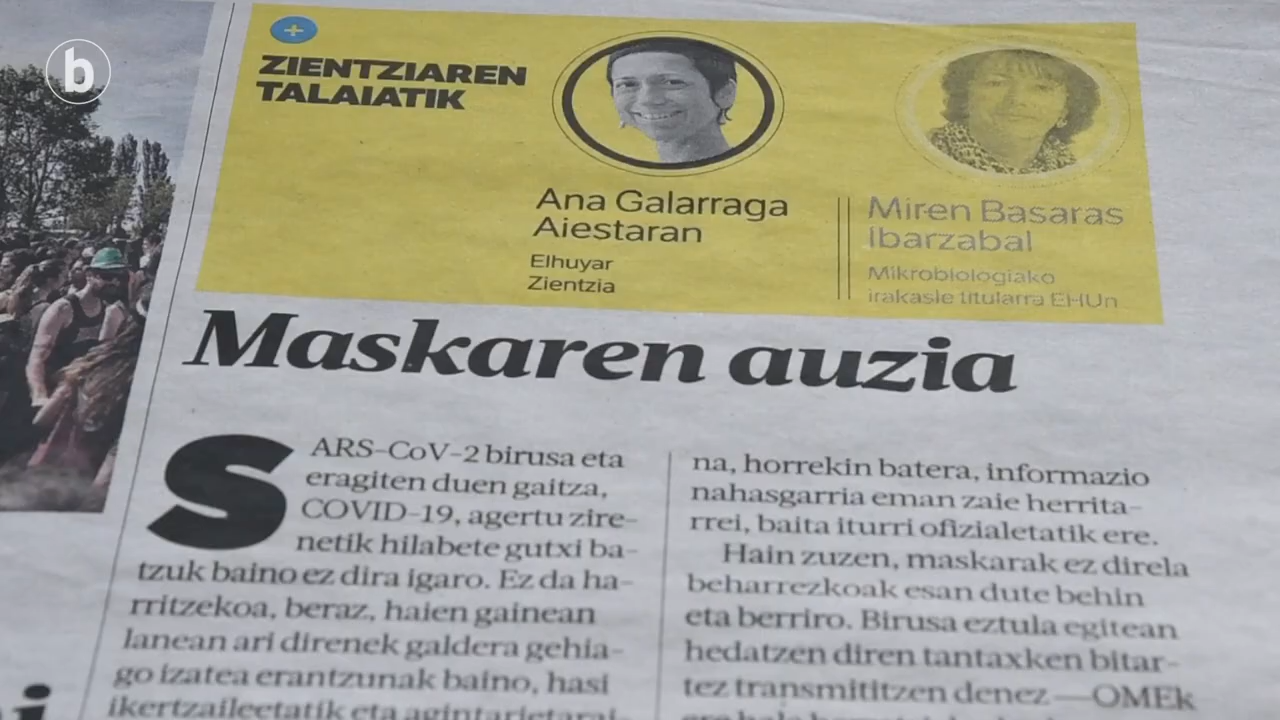 b
ZIENTZIAREN
TALAIATIK
Ana Galarraga
Aiestaran
Elhuyar
Zientzia
Miren Basaras
Ibarzabal
Mikrobiologiako
irakasle titularra EHUn
Maskaren auzia
SARS-CoV-2 birusa eta
eragiten duen gaitza,
COVID-19, agertu zire-
netik hilabete gutxi ba-
tzuk baino ez dira igaro. Ez da ha-
rritzekoa, beraz, haien gainean
lanean ari direnek galdera gehia-
go izatea erantzunak baino, hasi
ikertzaileetatik eta agintarietarai-
na, horrekin batera, informazio
nahasgarria eman zaie herrita-
rrei, baita iturri ofizialetatik ere.
Hain zuzen, maskarak ez direla
beharrezkoak esan dute behin
eta berriro. Birusa eztula egitean
hedatzen diren tantaxken bitar-
tez transmititzen denez —OMEk